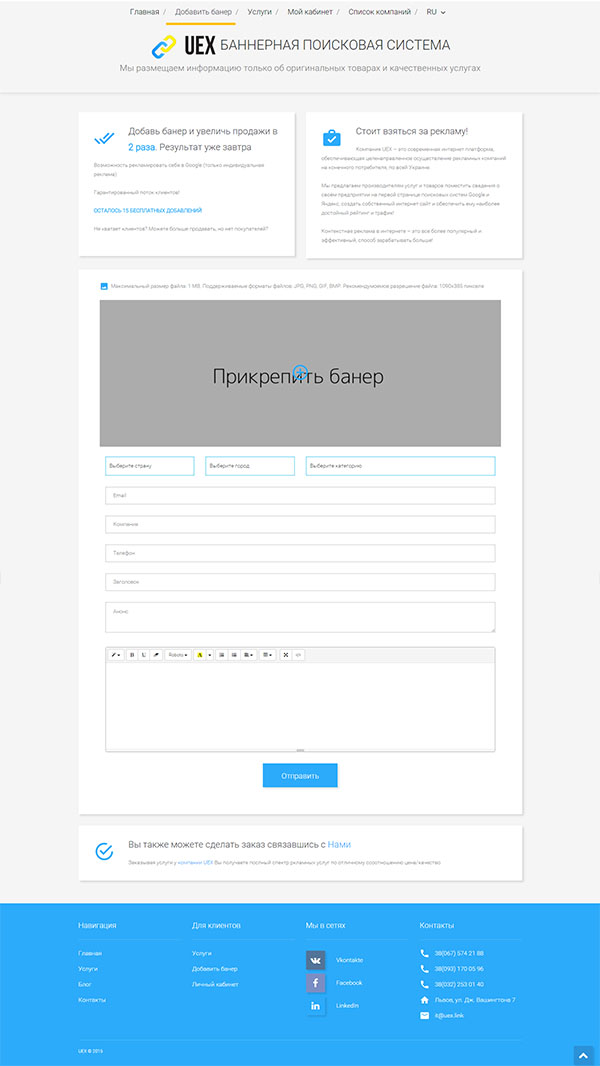 Главная / Добавить банер / Услуги / Мой кабинет / Список компаний / RU
UEX БАННЕРНАЯ ПОИСКОВАЯ СИСТЕМА
Мы размещаем информацию только об оригинальных товарах и качественных услугах
Добавь банер и увеличь продажи в
2 раза. Результат уже завтра
Возможность рекламировать себя в Google (только индивидуальная
реклама)
Гарантированный поток клиентов!
ОСТАЛОСЬ 15 БЕСПЛАТНЫХ ДОБАВЛЕНИЙ
Не хватает клиентов? Можете больше продавать, но нет покупателей?
Стоит взяться за рекламу!
Компания UEX – это современная интернет платформа,
обеспечивающая целенаправленное осуществление рекламных компаний
на конечного потребителя, по всей Украине
Мы предлагаем производителям услуг и товаров поместить сведения о
своём предприятии на первой странице поисковых систем Google и
Яндекс, создать собственный интернет сайт и обеспечить ему наиболее
достойный рейтинг и трафик!
Контекстная реклама в интернете – это все более популярный и
эффективный, способ зарабатывать больше!
Максимальный размер файла: 1 MB. Поддерживаемые форматы файлов: JPG, PNG, GIF, BMP. Рекомендуемое разрешение файла: 1090x385 пикселе
Прикрепить банер
Выберите страну
Выберите город
Выберите категорию
Email
Компания
Телефон
Заголовок
Анонс
B U Roboto A
Отправить
Вы также можете сделать заказ связавшись с Нами
Заказывая услуги у компании UEX Вы получаете полный спектр рекламных услуг по отличному соотношению цена/качество
Навигация
Главная
Услуги
Блог
Контакты
Для клиентов
Услуги
Добавить банер
Личный кабинет
Мы в сетях
Vkontakte
Facebook
LinkedIn
Контакты
38(067) 574 21 88
38(093) 170 05 96
38(032) 253 01 40
Львов, ул. Дж. Вашингтона 7
it@uex.link
UEX © 2015